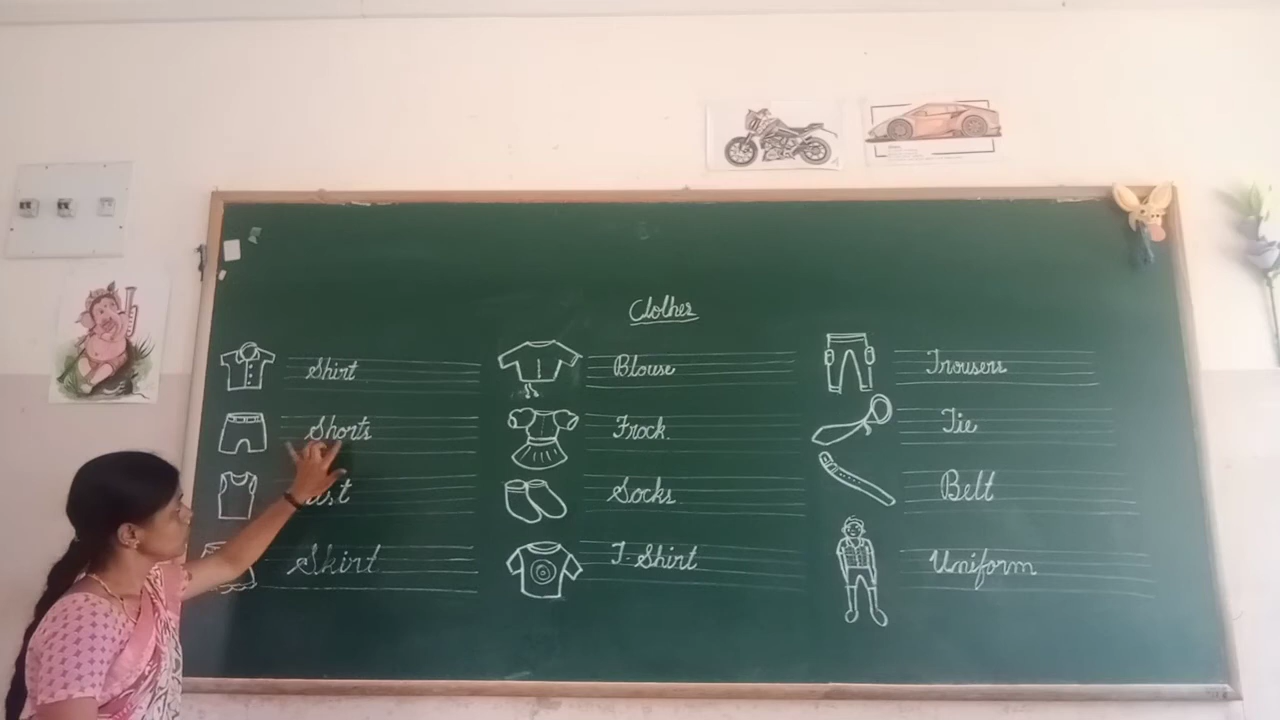 Clothes
Shirt
Shorts
Skirt
Blouse
Frock
Socks
T-Shirt
Trousers
Tie
Belt
Uniform